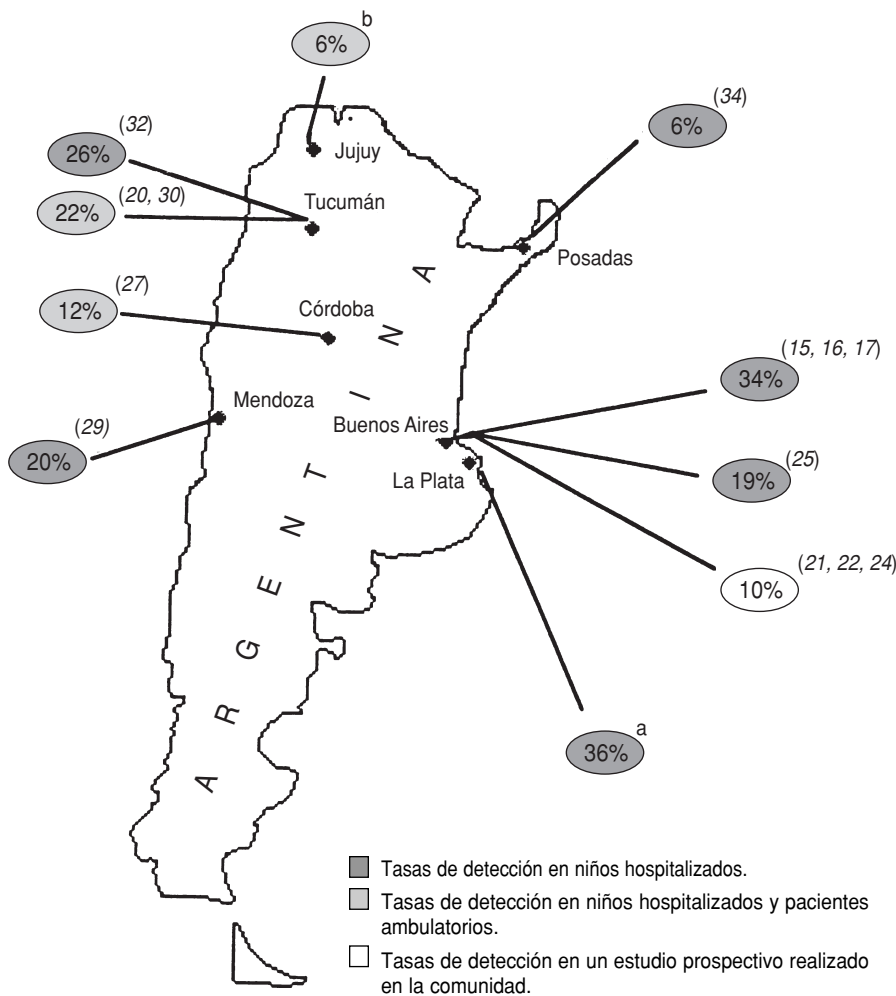 b
6%
(32)
26%
Jujuy
(34)
6%
Tucumán
(20, 30)
22%
Posadas
(27)
12%
Córdoba
(15, 16, 17)
34%
Mendoza
Buenos Aires
(29)
20%
La Plata
(25)
19%
(21, 22, 24)
10%
a
36%
ARGENTINA
Tasas de detección en niños hospitalizados.
Tasas de detección en niños hospitalizados y pacientes
ambulatorios.
Tasas de detección en un estudio prospectivo realizado
en la comunidad.